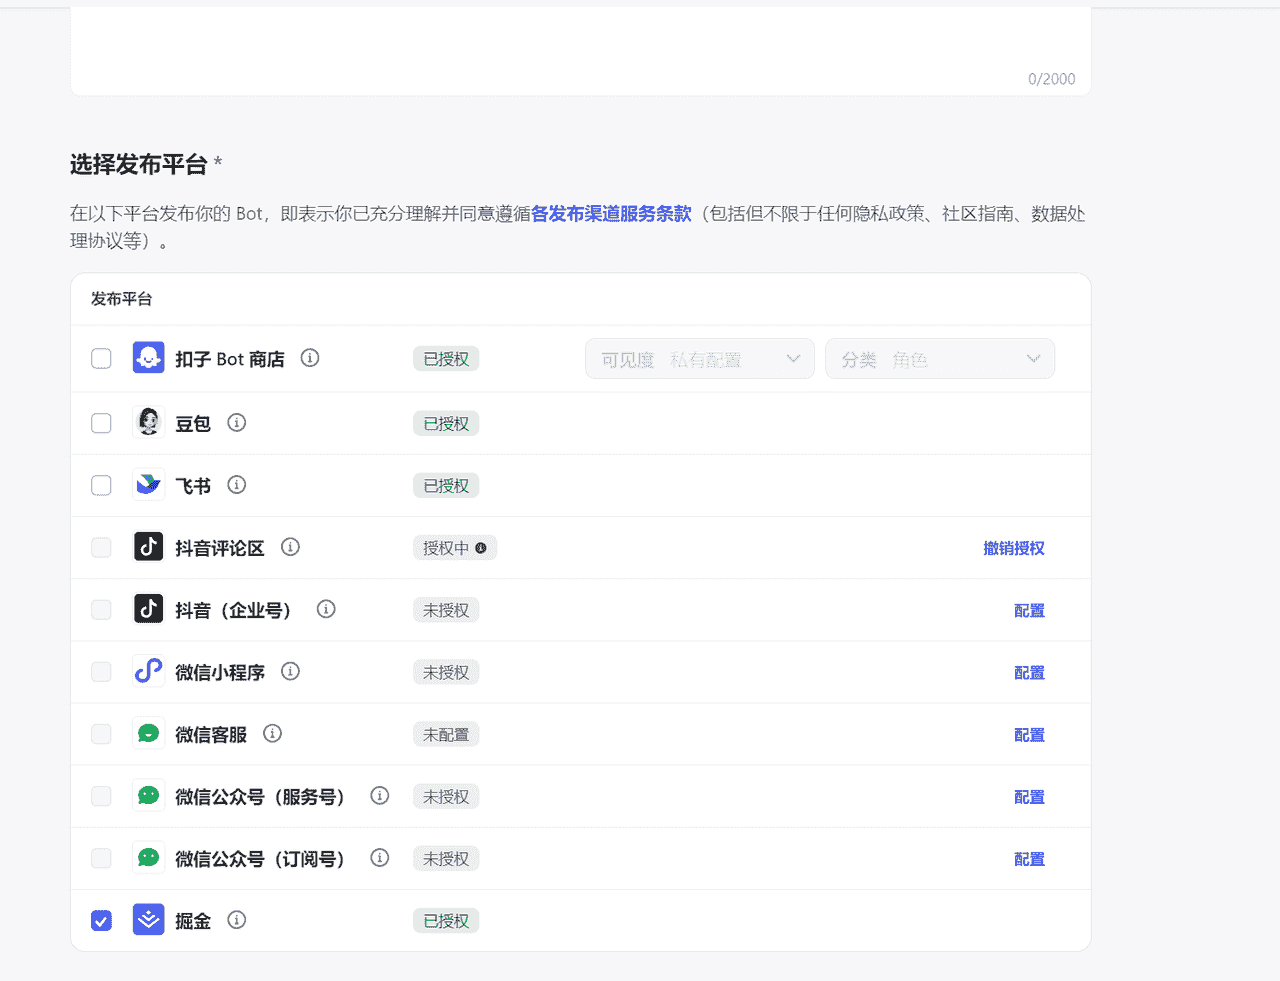 0/2000
选择发布平台 *
在以下平台发布你的 Bot，即表示你已充分理解并同意遵循各发布渠道服务条款（包括但不限于任何隐私政策、社区指南、数据处
理协议等）。
发布平台
扣子 Bot 商店 已授权 可见度 私有配置 分类 角色
豆包 已授权
飞书 已授权
抖音评论区 授权中 撤销授权
抖音（企业号） 未授权 配置
微信小程序 未授权 配置
微信客服 未配置 配置
微信公众号（服务号） 未授权 配置
微信公众号（订阅号） 未授权 配置
掘金 已授权